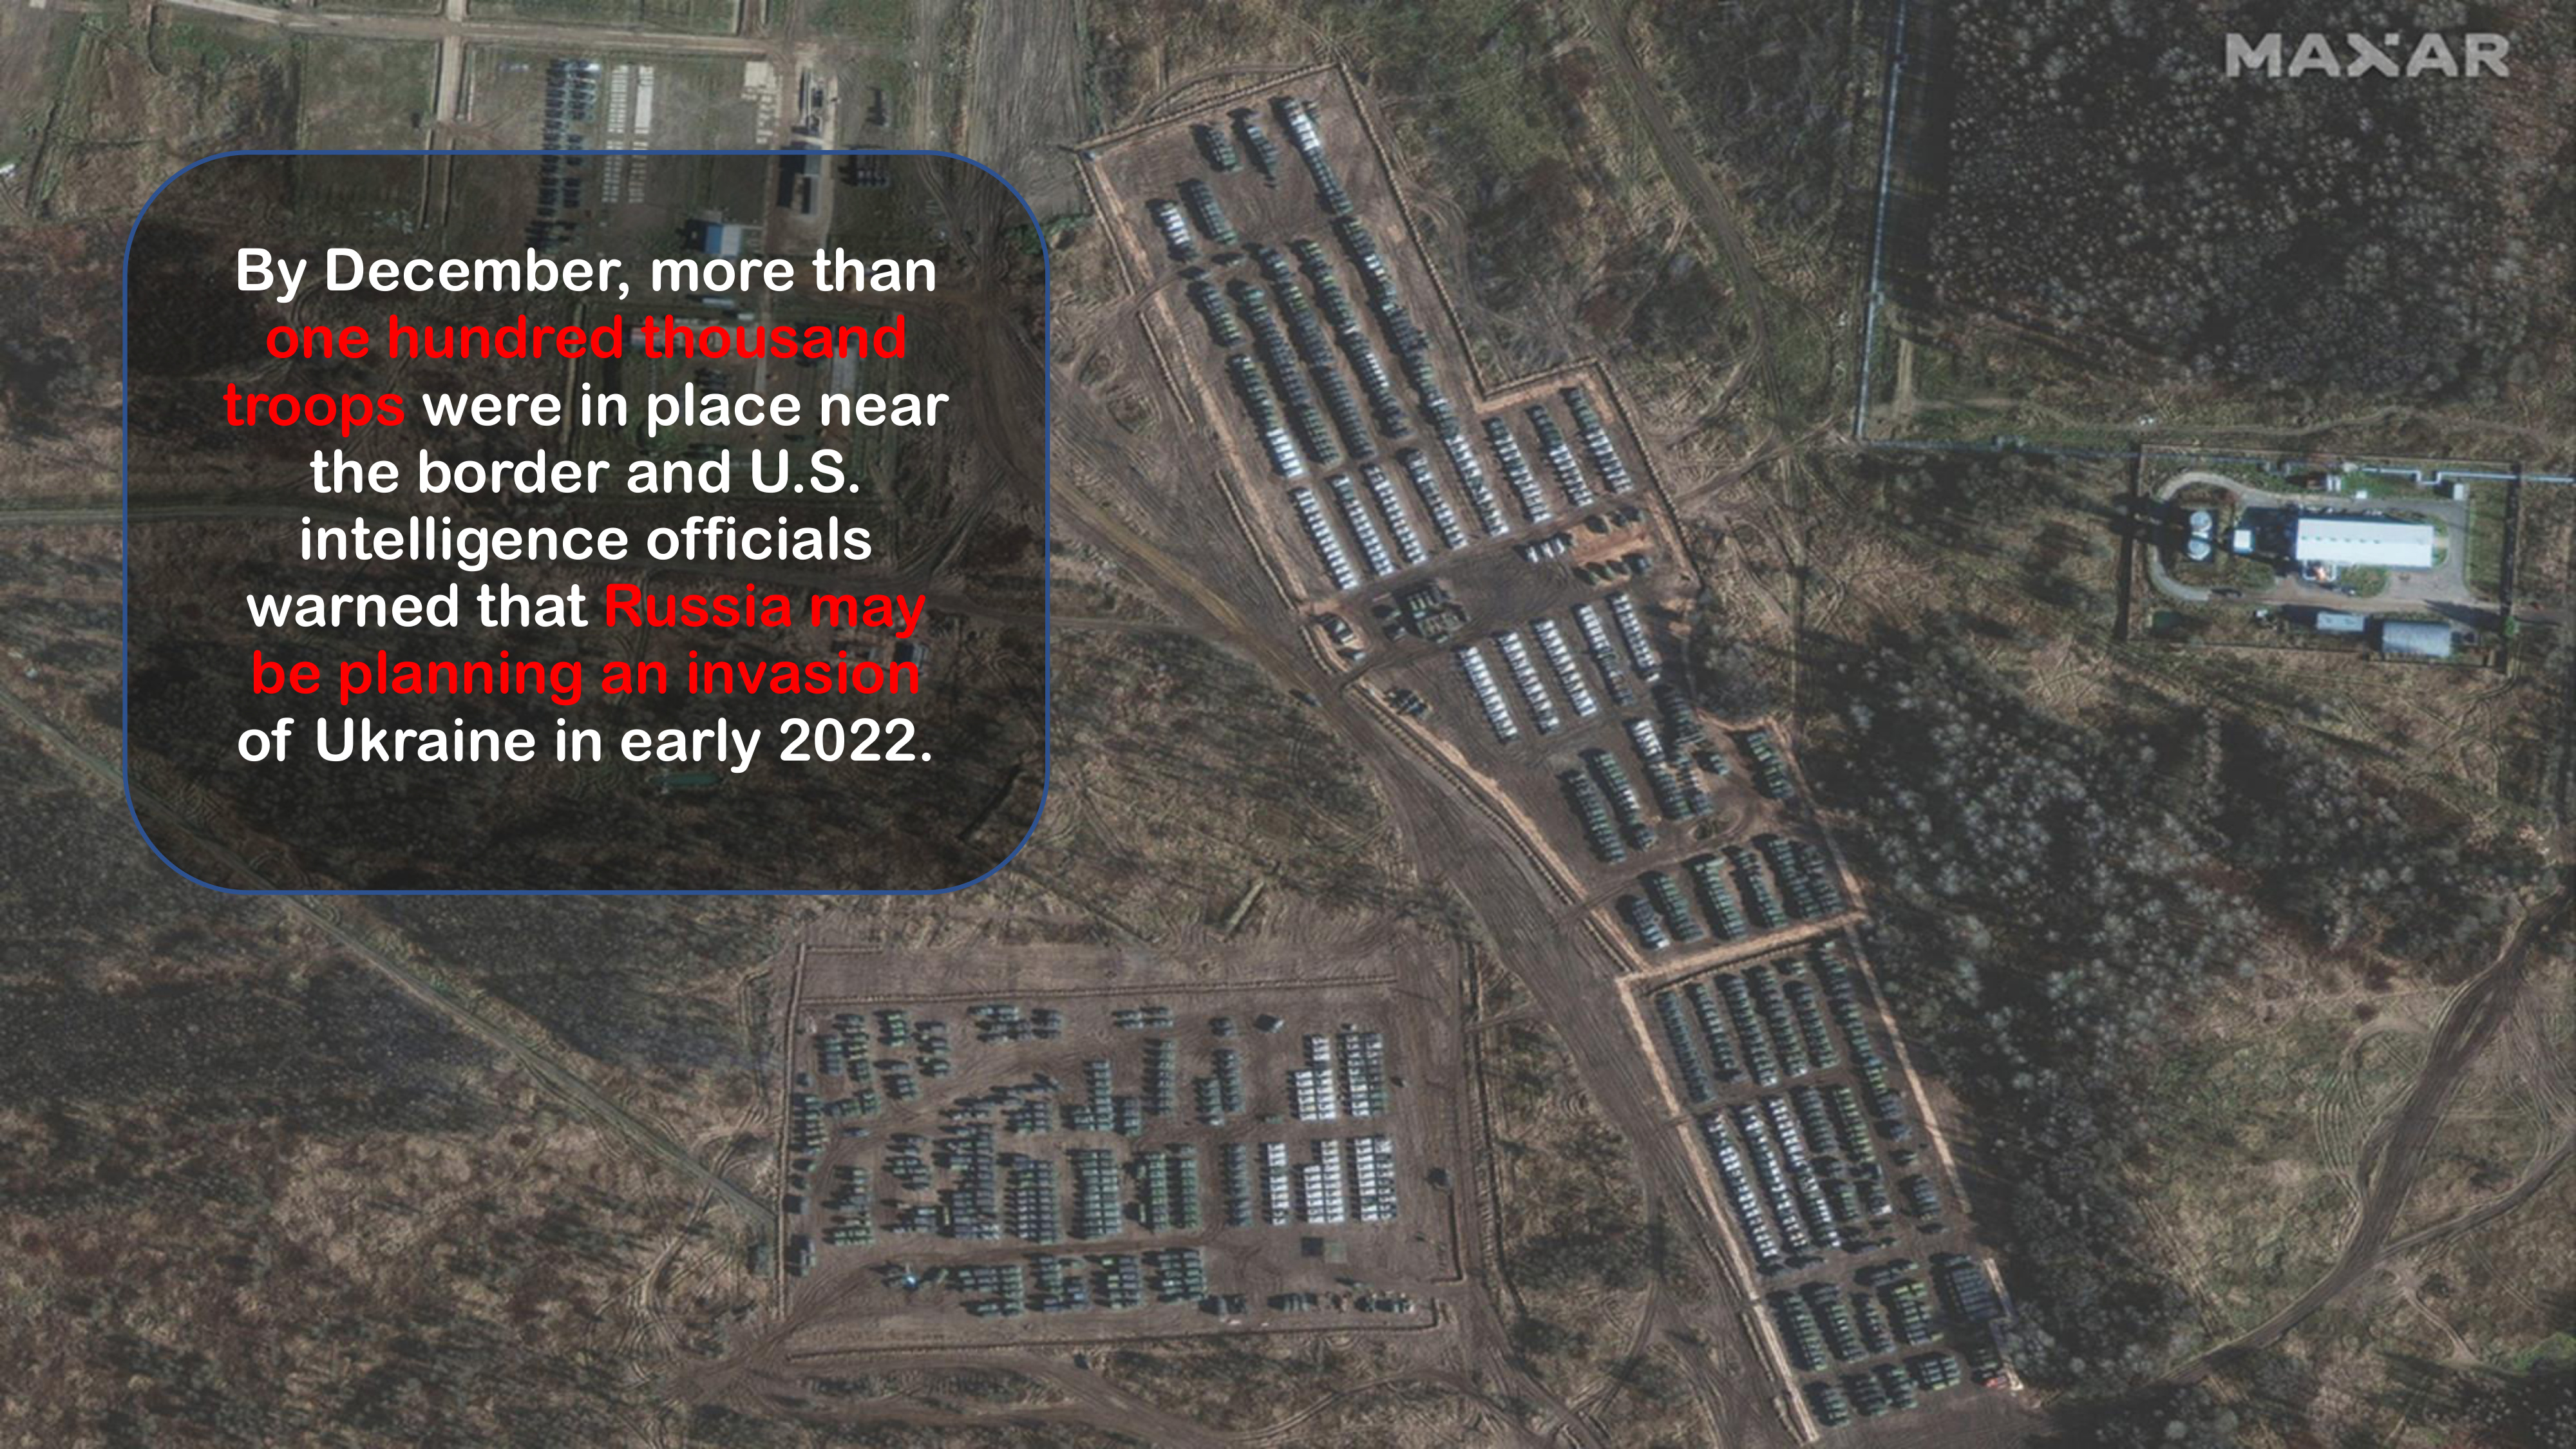 MAXAR
By December, more than
one hundred thousand
troops were in place near
the border and U.S.
intelligence officials
warned that Russia may
be planning an invasion
of Ukraine in early 2022.